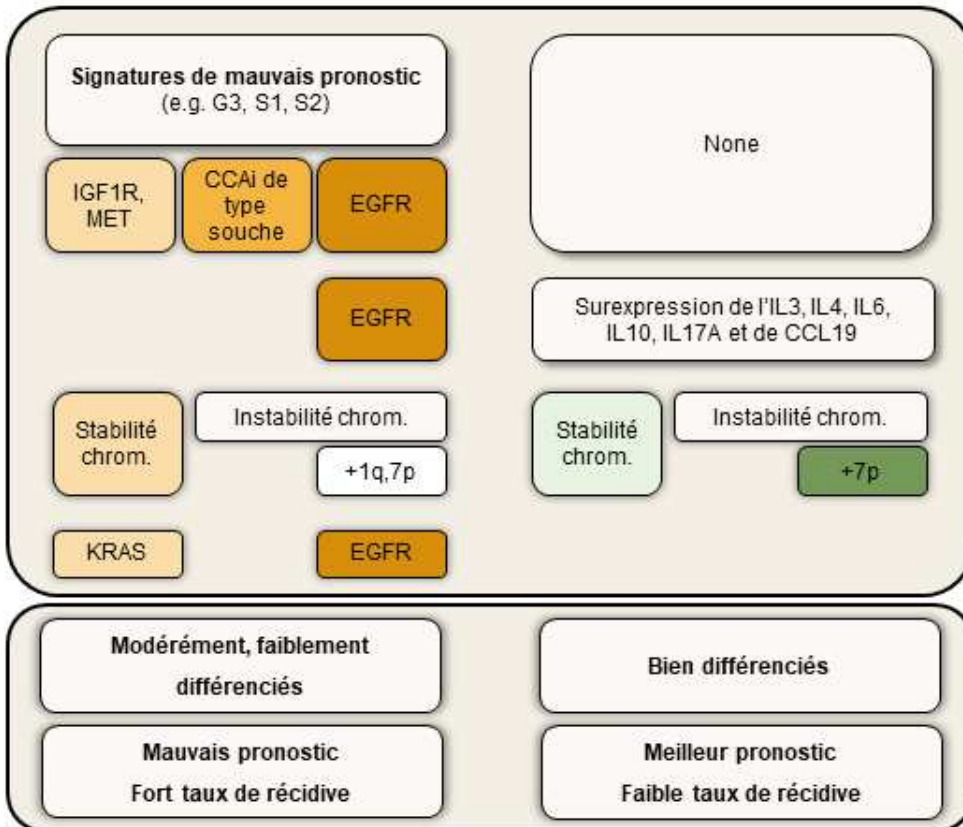 Signatures de mauvais pronostic
(e.g. G3, S1, S2)
None
IGF1R,
MET
CCAi de
type
souche
EGFR
EGFR
Surexpression de l'IL3, IL4, IL6,
IL10, IL17A et de CCL19
Stabilité
chrom.
Instabilité chrom.
+1q,7p
Stabilité
chrom.
Instabilité chrom.
+7p
KRAS
EGFR
Modérément, faiblement
différenciés
Bien différenciés
Mauvais pronostic
Fort taux de récidive
Meilleur pronostic
Faible taux de récidive